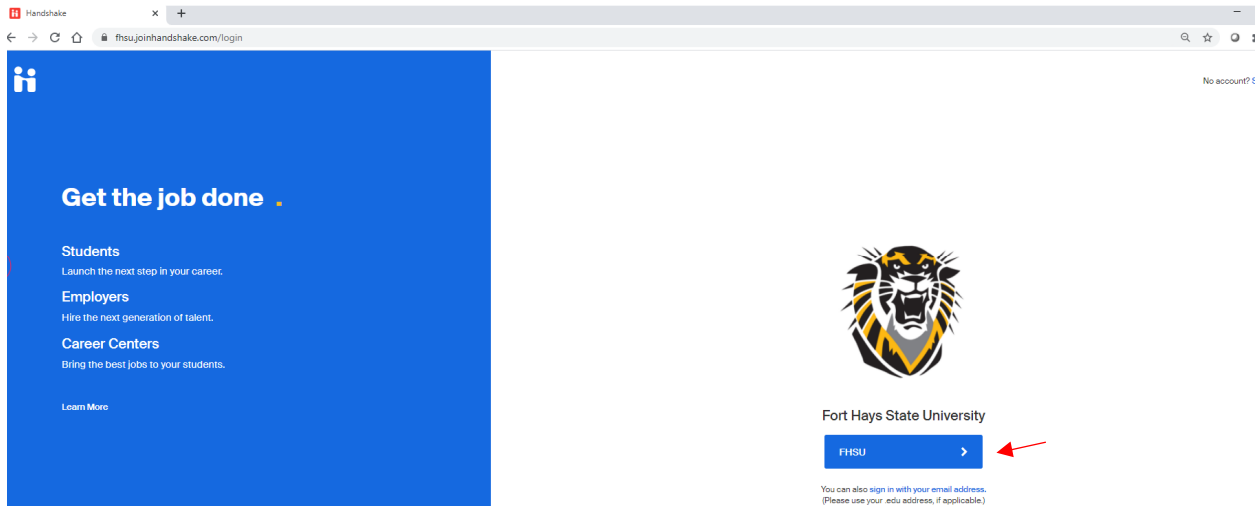 Handshake
fhsu.joinhandshake.com/login
No account?
Get the job done .
Students
Launch the next step in your career.
Employers
Hire the next generation of talent.
Career Centers
Bring the best jobs to your students.
Learn More
Fort Hays State University
FHSU
You can also sign in with your email address.
(Please use your .edu address, if applicable.)